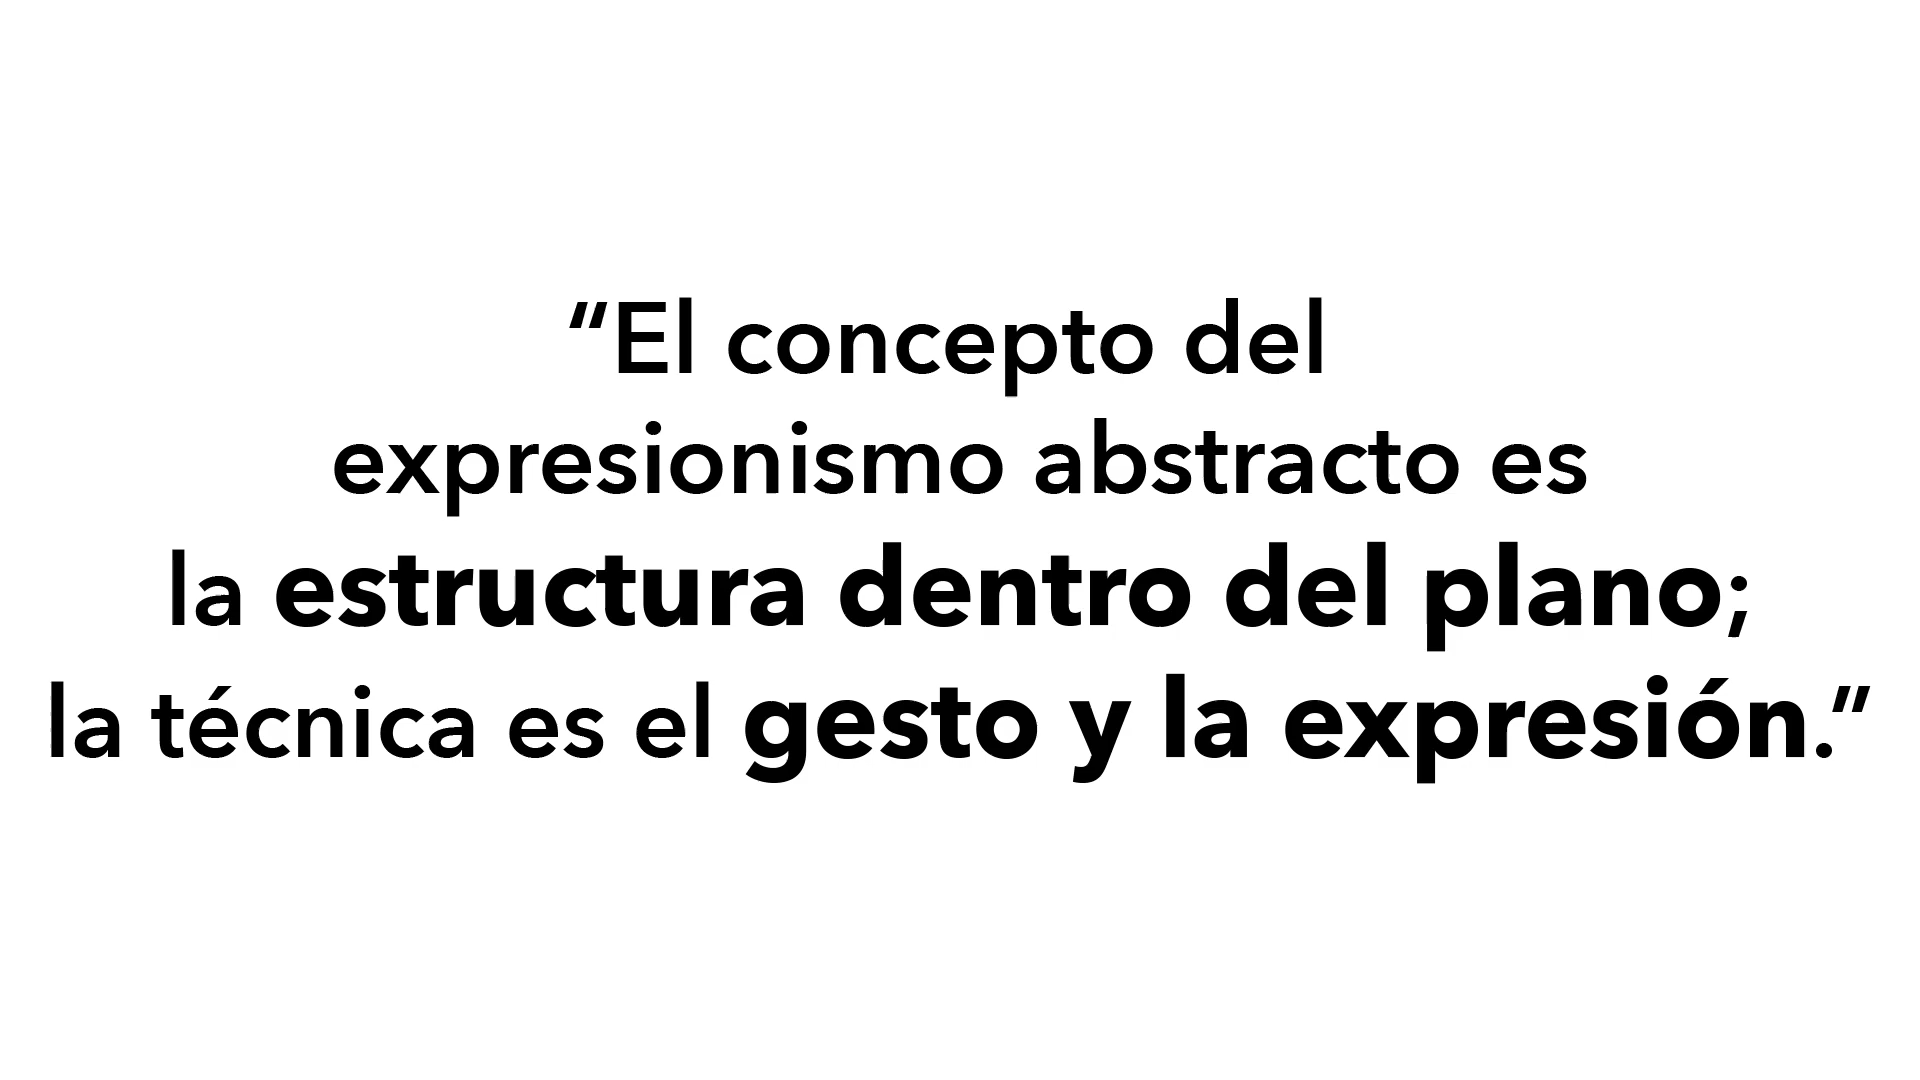 “El concepto del
expresionismo abstracto es
la estructura dentro del plano;
la técnica es el gesto y la expresión.”